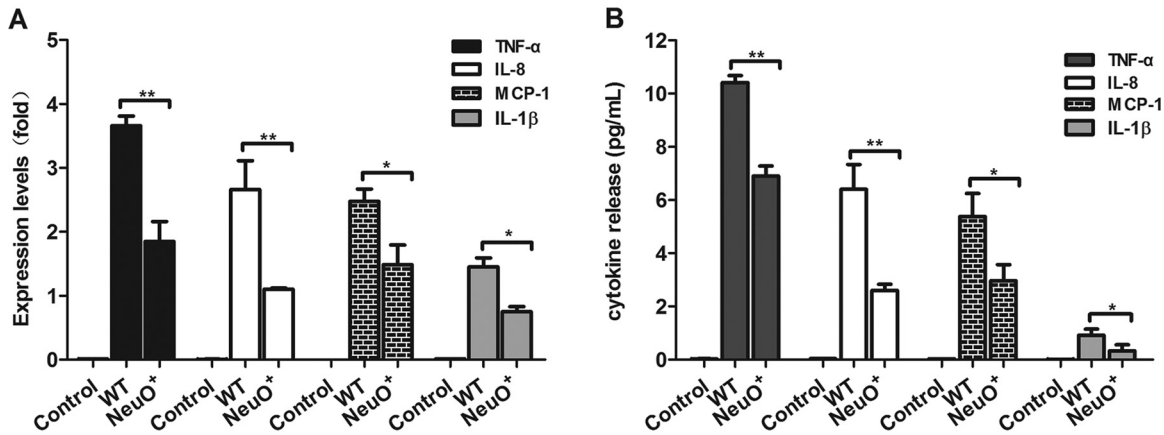 A
Expression levels (fold)
5
4
3
2
1
0
**
**
*
*
TNF-α
IL-8
MCP-1
IL-1β
Control
WT
NeuO+
Control
WT
NeuO+
Control
WT
NeuO+
Control
WT
NeuO+
B
cytokine release (pg/mL)
12
10
8
6
4
2
0
**
**
*
*
TNF-α
IL-8
MCP-1
IL-1β
Control
WT
NeuO+
Control
WT
NeuO+
Control
WT
NeuO+
Control
WT
NeuO+